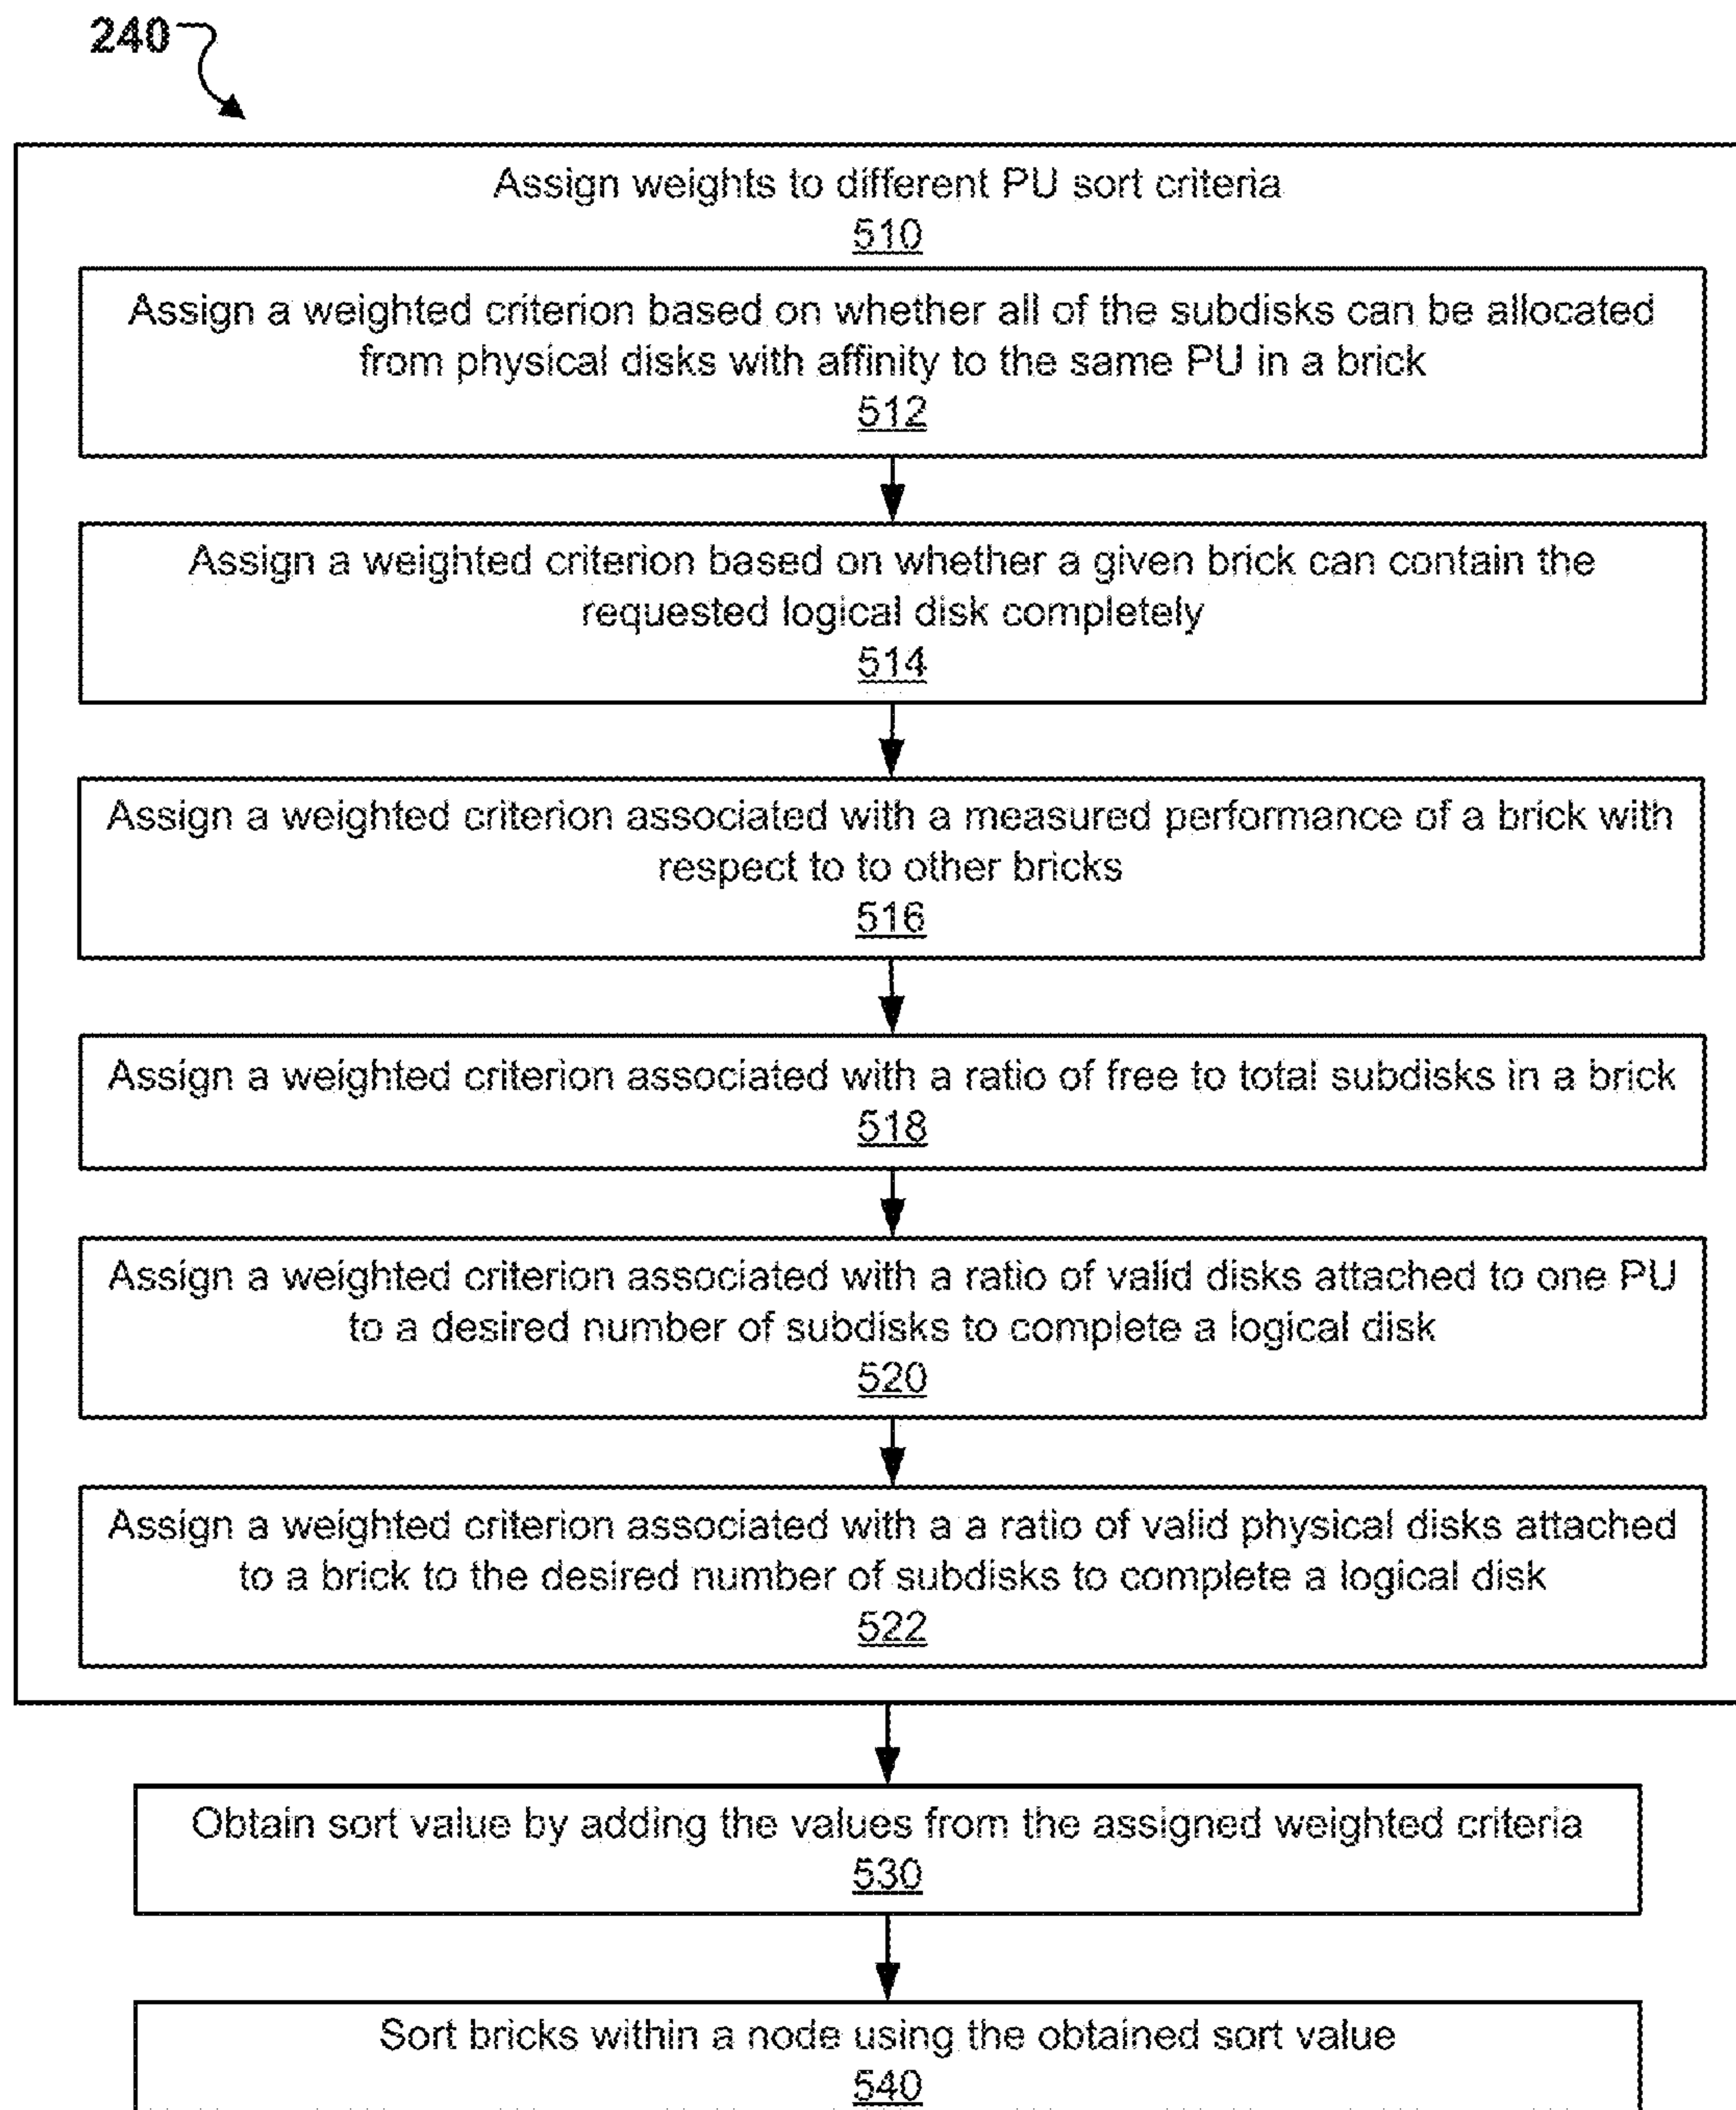 240
Assign weights to different PU sort criteria
510
Assign a weighted criterion based on whether all of the subdisks can be allocated
from physical disks with affinity to the same PU in a brick
512
Assign a weighted criterion based on whether a given brick can contain the
requested logical disk completely
514
Assign a weighted criterion associated with a measured performance of a brick with
respect to to other bricks
516
Assign a weighted criterion associated with a ratio of free to total subdisks in a brick
518
Assign a weighted criterion associated with a ratio of valid disks attached to one PU
to a desired number of subdisks to complete a logical disk
520
Assign a weighted criterion associated with a a ratio of valid physical disks attached
to a brick to the desired number of subdisks to complete a logical disk
522
Obtain sort value by adding the values from the assigned weighted criteria
530
Sort bricks within a node using the obtained sort value
540